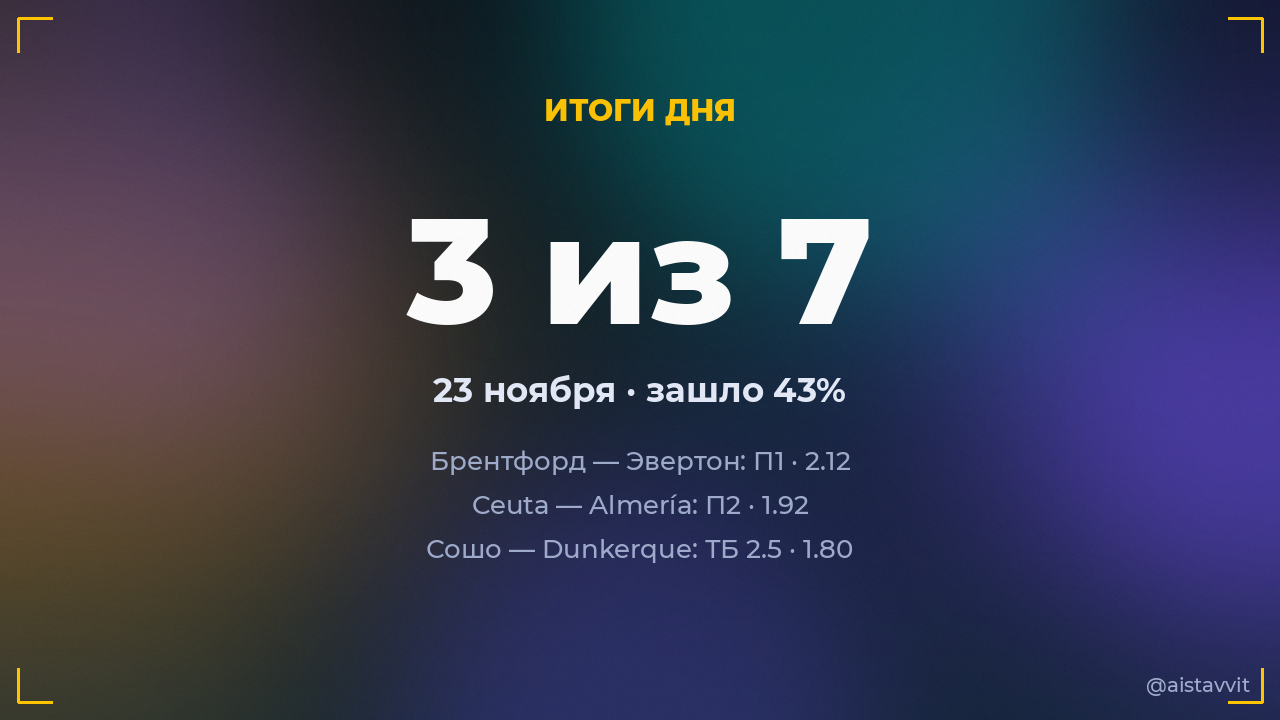 ИТОГИ ДНЯ
3 из 7
23 ноября · зашло 43%
Брентфорд — Эвертон: П1 · 2.12
Ceuta — Almería: П2 · 1.92
Сошо — Dunkerque: ТБ 2.5 · 1.80
@aistavvit